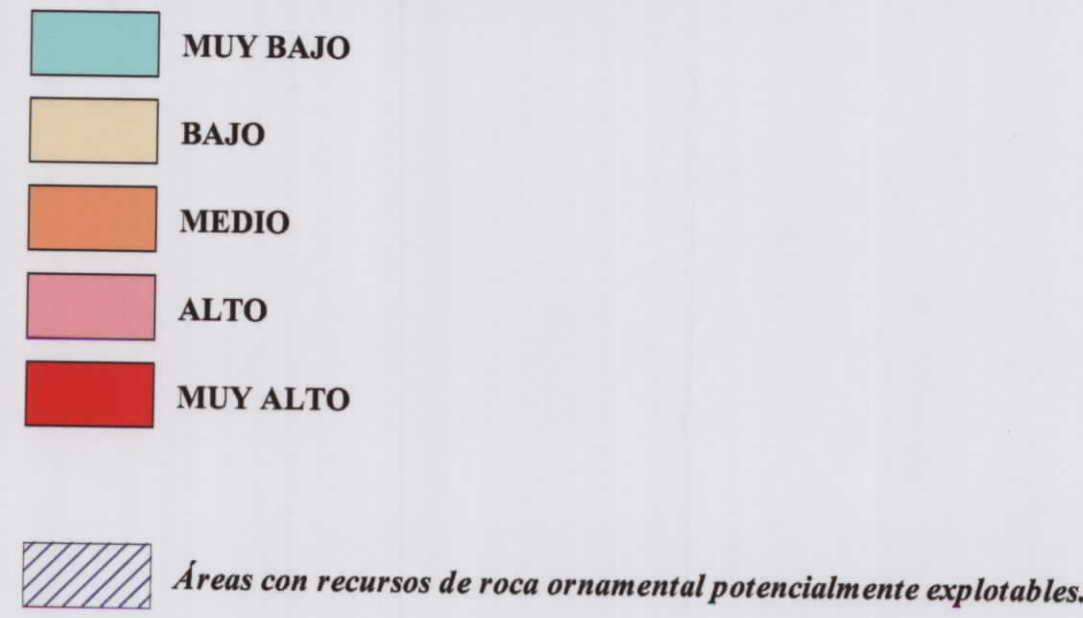 MUY BAJO
BAJO
MEDIO
ALTO
MUY ALTO
Áreas con recursos de roca ornamental potencialmente explotables.